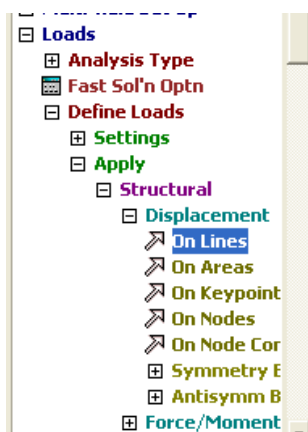 Loads
Analysis Type
Fast Sol'n Optn
Define Loads
Settings
Apply
Structural
Displacement
On Lines
On Areas
On Keypoint
On Nodes
On Node Cor
Symmetry
Antisymm B
Force/Moment